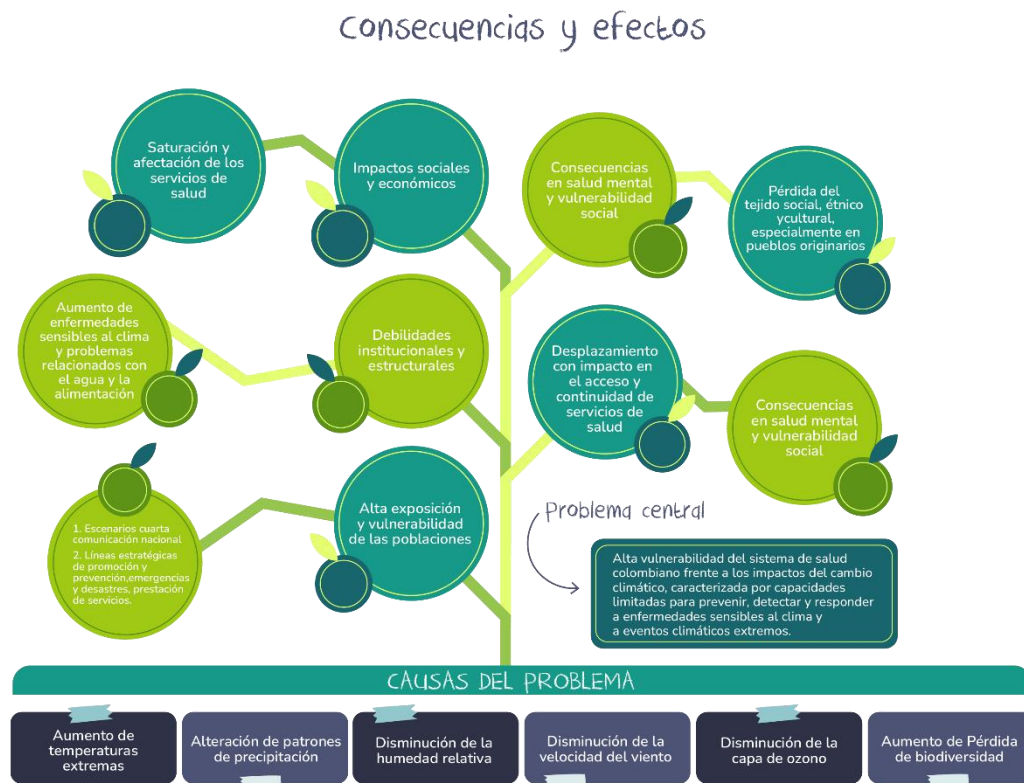 Consecuencias y efectos
Saturación y
afectación de los
servicios de
salud
Impactos sociales
y económicos
Consecuencias
en salud mental
y vulnerabilidad
social
Pérdida del
tejido social, étnico
ycultural,
especialmente en
pueblos originarios
Aumento de
enfermedades
sensibles al clima
y problemas
relacionados con
el agua y la
alimentación
Debilidades
institucionales y
estructurales
Desplazamiento
con impacto en
el acceso y
continuidad de
servicios de
salud
Consecuencias
en salud mental
y vulnerabilidad
social
1. Escenarios cuarta
comunicación nacional
2. Líneas estratégicas
de promoción y
prevención,emergencias
y desastres, prestación
de servicios.
Alta exposición
y vulnerabilidad
de las poblaciones
Problema central
Alta vulnerabilidad del sistema de salud
colombiano frente a los impactos del cambio
climático, caracterizada por capacidades
limitadas para prevenir, detectar y responder
a enfermedades sensibles al clima y
a eventos climáticos extremos.
CAUSAS DEL PROBLEMA
Aumento de
temperaturas
extremas
Alteración de patrones
de precipitación
Disminución de la
humedad relativa
Disminución de la
velocidad del viento
Disminución de la
capa de ozono
Aumento de Pérdida
de biodiversidad